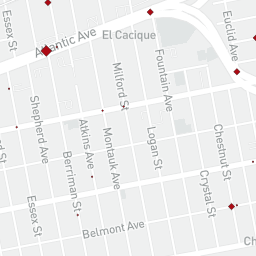 Essex St
Atlantic Ave
El Cacique
Euclid Ave
Milford St
Fountain Ave
Shepherd Ave
Atkins Ave
Montauk Ave
Logan St
Chestnut St
Berriman St
Crystal St
Essex St
Belmont Ave